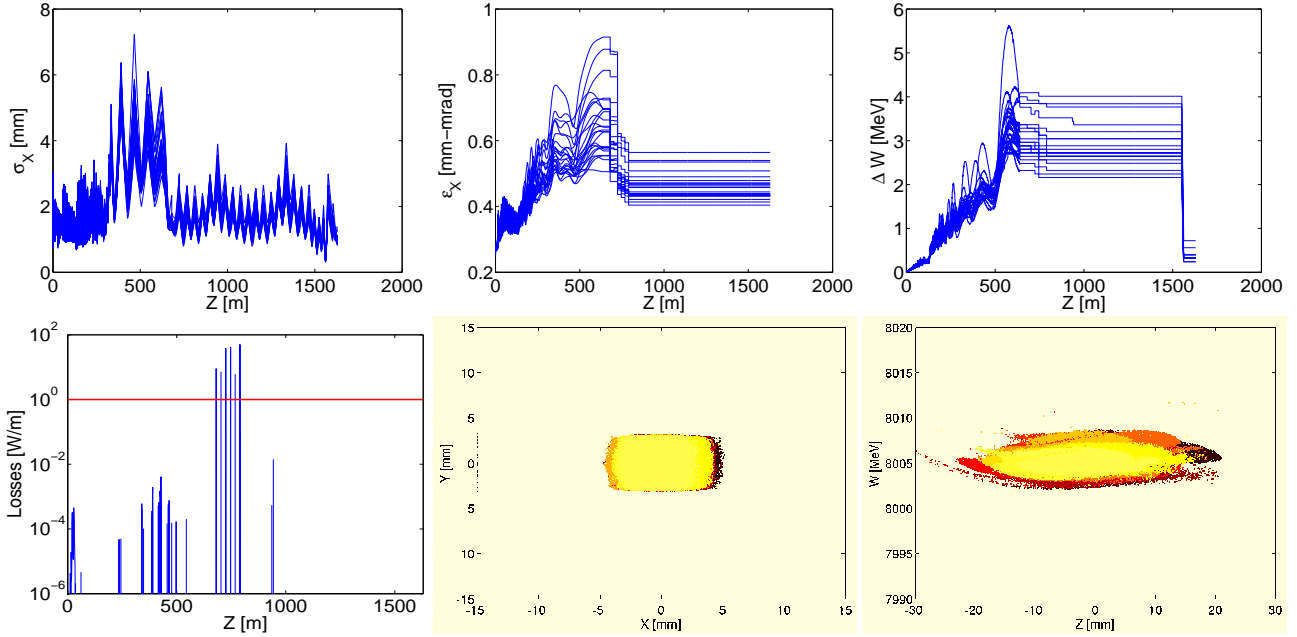 8
6
4
2
0
σX [mm]
0 500 1000 1500 2000
Z [m]
1
0.8
0.6
0.4
0.2
εX [mm−mrad]
0 500 1000 1500 2000
Z [m]
6
5
4
3
2
1
0
Δ W [MeV]
0 500 1000 1500 2000
Z [m]
10^2
10^0
10^−2
10^−4
10^−6
Losses [W/m]
0 500 1000 1500
Z [m]
15
10
5
0
-5
10
-15
Y [mm]
-15 -10 -5 0 5 10 15
X [mm]
8020
8015
8010
8005
8000
7995
7990
W [MeV]
-30 -20 -10 0 10 20 30
Z [mm]